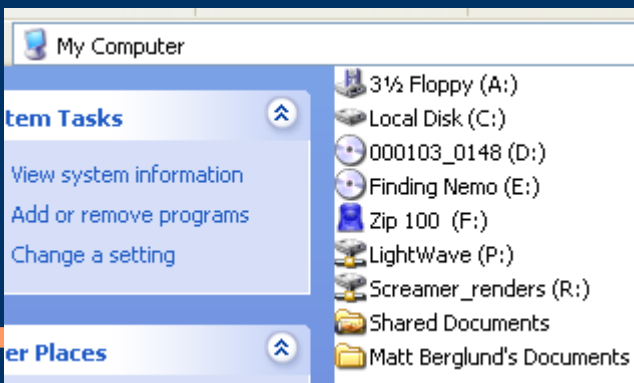 My Computer
tem Tasks
View system information
Add or remove programs
Change a setting
er Places
3½ Floppy (A:)
Local Disk (C:)
000103_0148 (D:)
Finding Nemo (E:)
Zip 100 (F:)
LightWave (P:)
Screamer_renders (R:)
Shared Documents
Matt Berglund's Documents